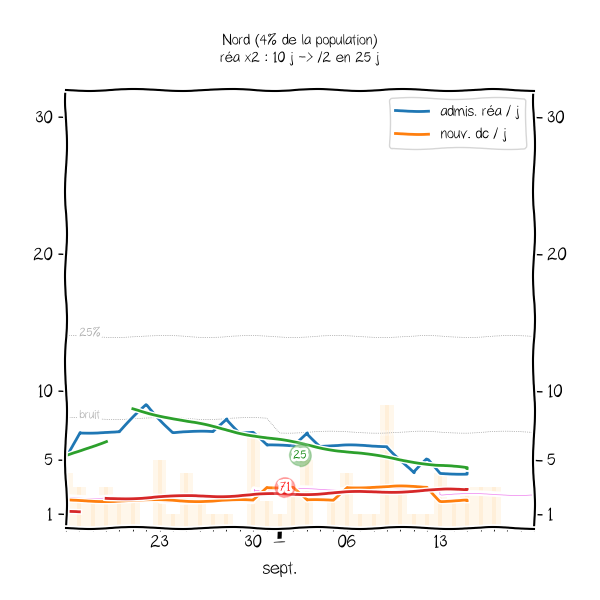 Nord (4% de la population)
réa x2 : 10 j -> /2 en 25 j
admis. réa / j
nouv. dc / j
30
30
20
20
25%
10
10
bruit
5
5
25
71
1
1
23
30
06
13
sept.